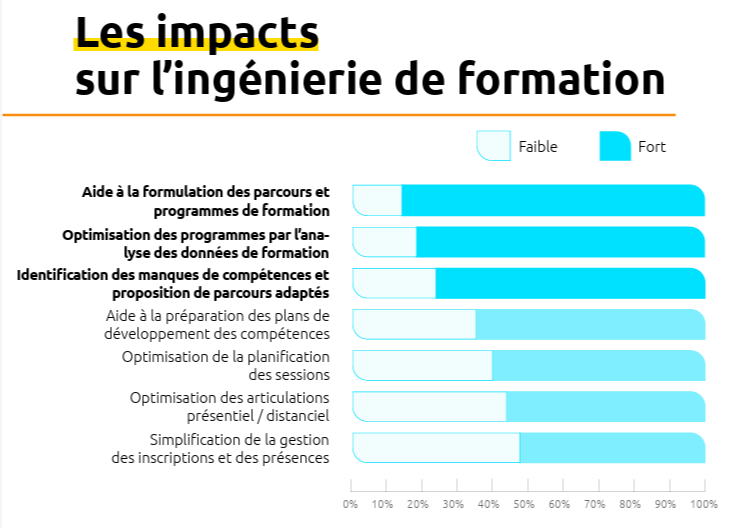 Les impacts
sur l’ingénierie de formation
Faible
Fort
Aide à la formulation des parcours et
programmes de formation
Optimisation des programmes par l’ana-
lyse des données de formation
Identification des manques de compétences et
proposition de parcours adaptés
Aide à la préparation des plans de
développement des compétences
Optimisation de la planification
des sessions
Optimisation des articulations
présentiel / distanciel
Simplification de la gestion
des inscriptions et des présences
0% 10% 20% 30% 40% 50% 60% 70% 80% 90% 100%